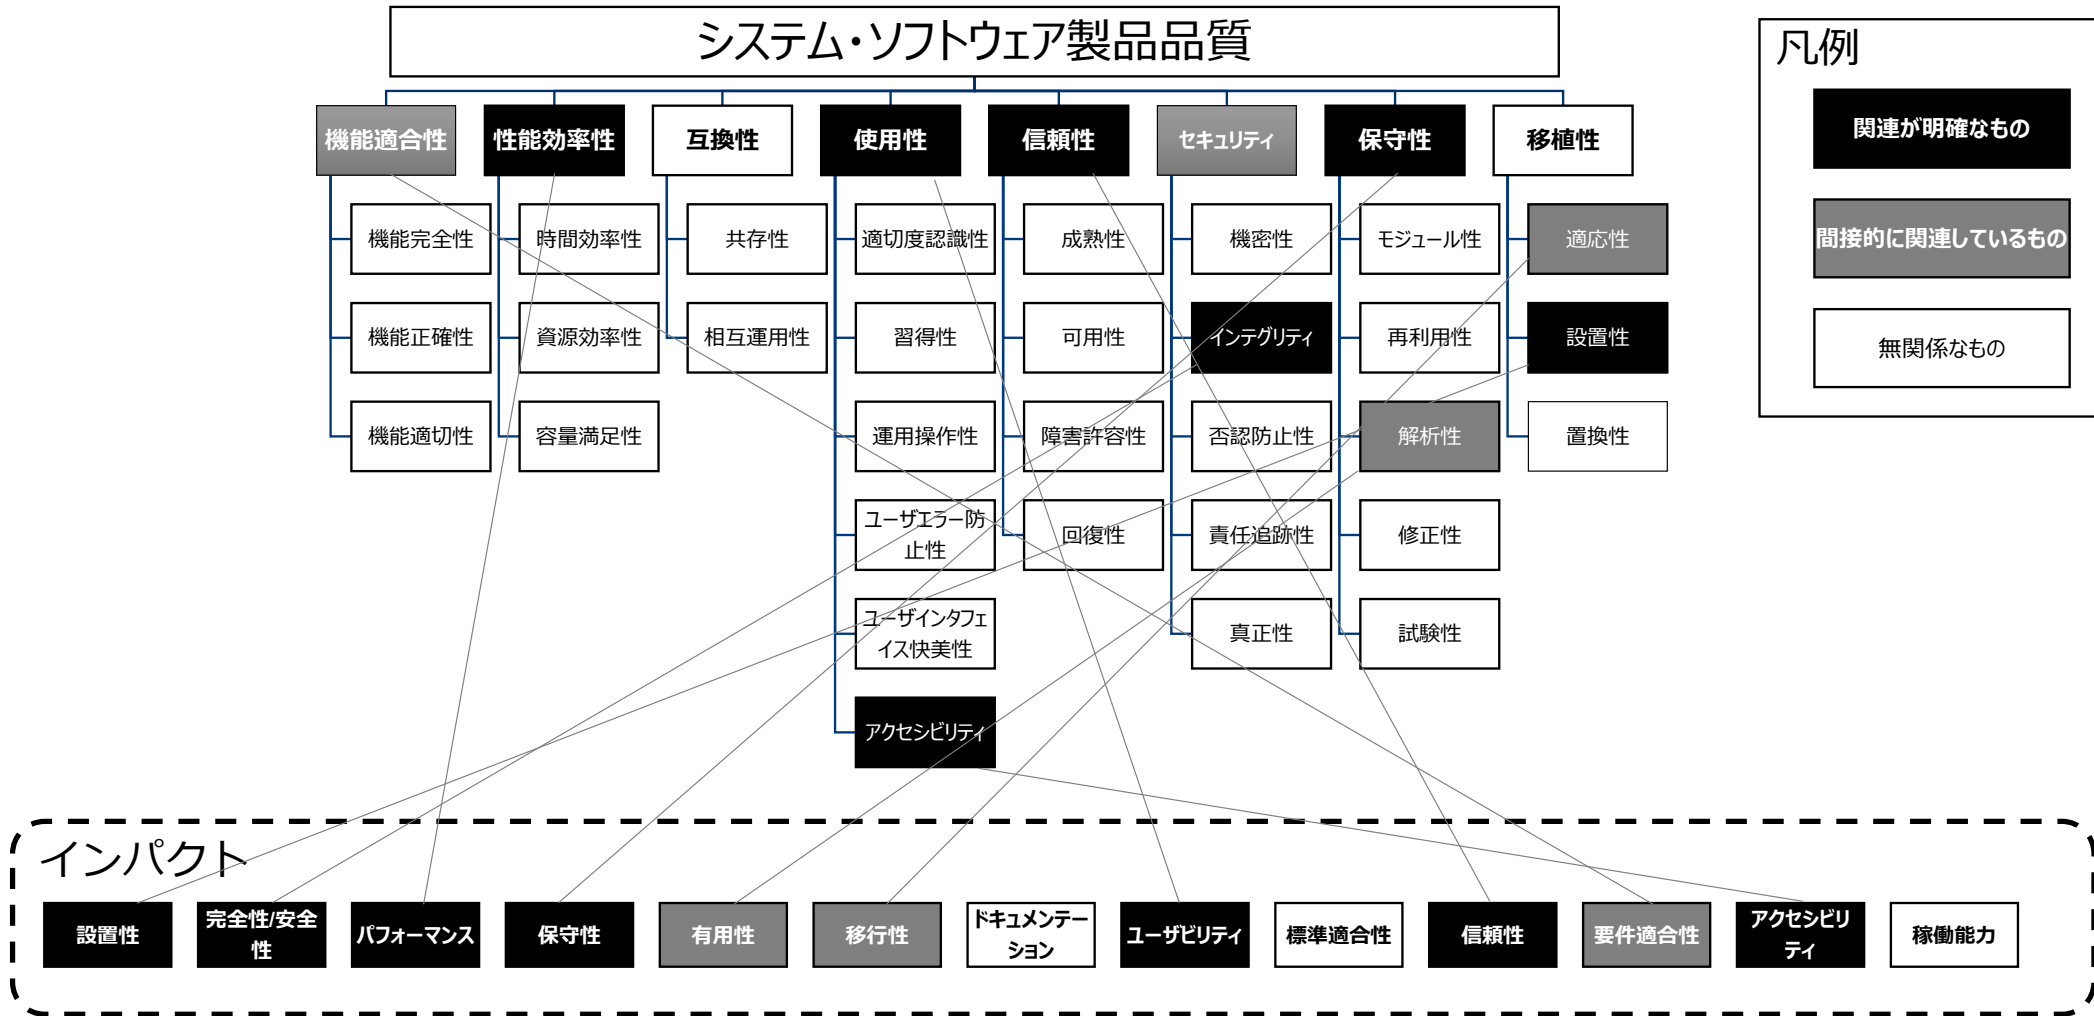 システム・ソフトウェア製品品質
凡例
関連が明確なもの
間接的に関連しているもの
無関係なもの
機能適合性
性能効率性
互換性
使用性
信頼性
セキュリティ
保守性
移植性
機能完全性
時間効率性
共存性
適切度認識性
成熟性
機密性
モジュール性
適応性
機能正確性
資源効率性
相互運用性
習得性
可用性
インテグリティ
再利用性
設置性
機能適切性
容量満足性
運用操作性
障害許容性
否認防止性
解析性
置換性
ユーザエラー防
止性
回復性
責任追跡性
修正性
ユーザインタフェ
イス快美性
真正性
試験性
アクセシビリティ
インパクト
設置性
完全性/安全
性
パフォーマンス
保守性
有用性
移行性
ドキュメンテー
ション
ユーザビリティ
標準適合性
信頼性
要件適合性
アクセシビリ
ティ
稼働能力